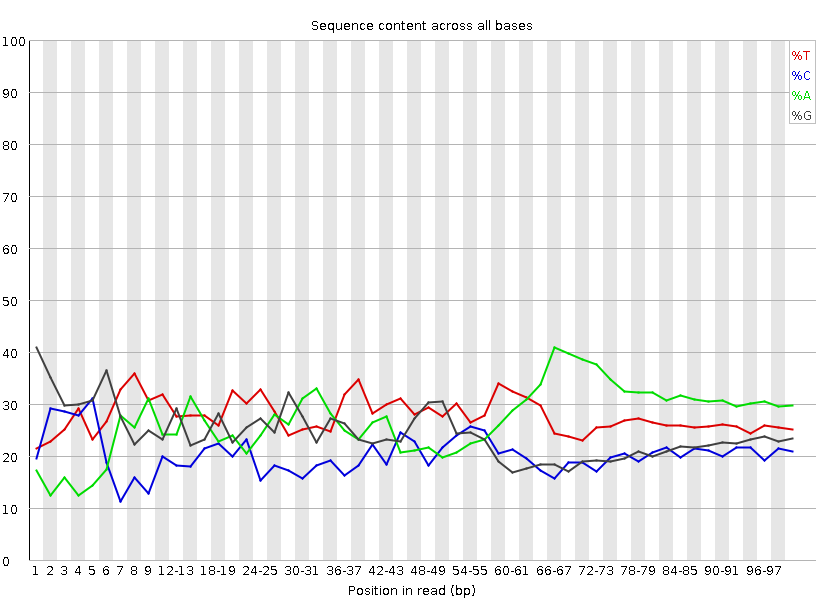 Sequence content across all bases
100
90
80
70
60
50
40
30
20
10
0
%T
%C
%A
%G
1 2 3 4 5 6 7 8 9 12-13 18-19 24-25 30-31 36-37 42-43 48-49 54-55 60-61 66-67 72-73 78-79 84-85 90-91 96-97
Position in read (bp)